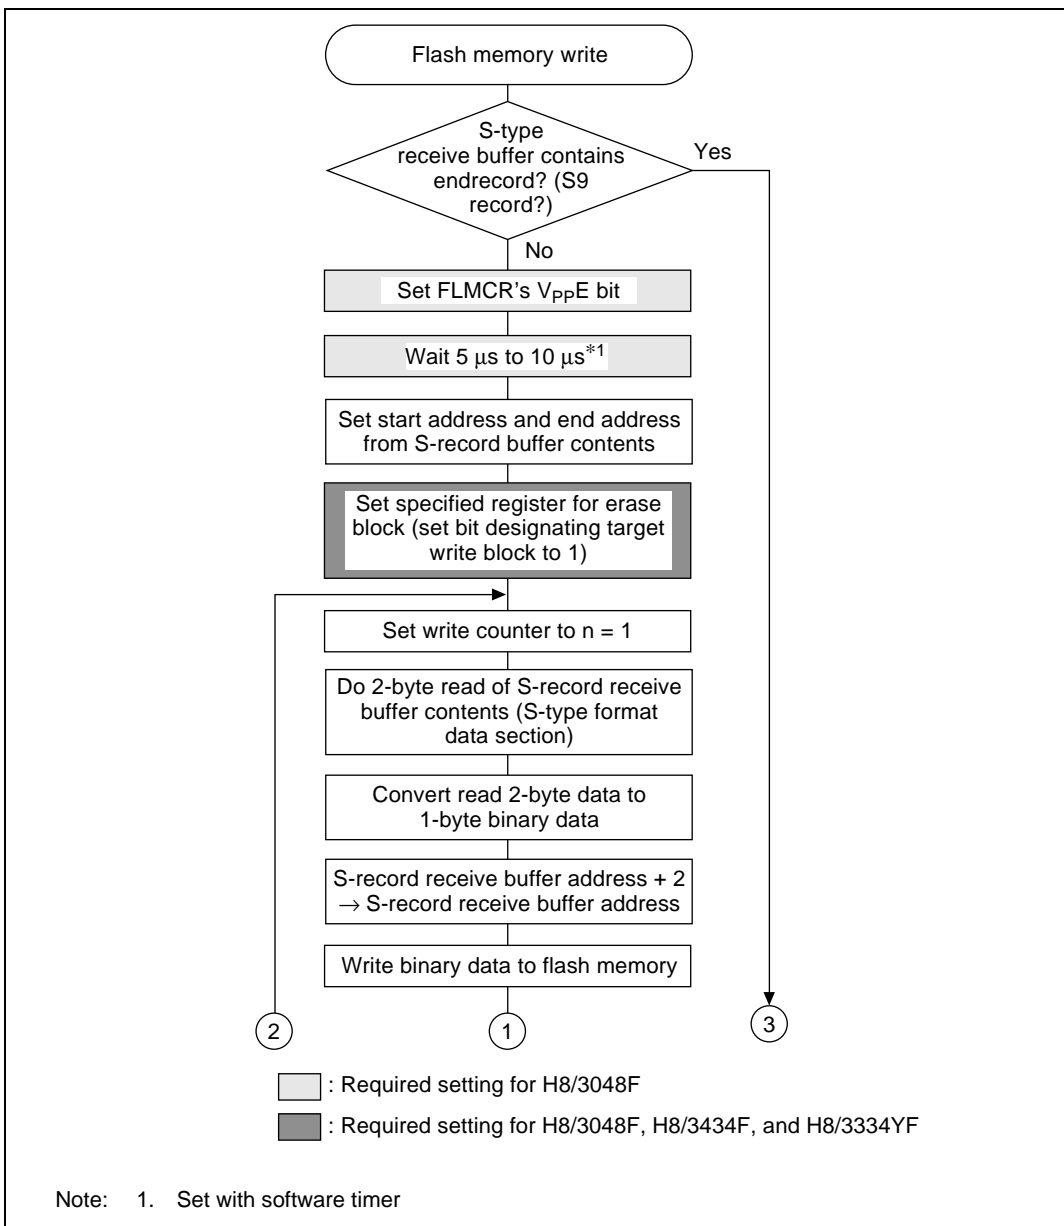 Flash memory write
S-type
receive buffer contains
endrecord? (S9
record?)
Yes
No
Set FLMCR's VPPE bit
Wait 5 μs to 10 μs*1
Set start address and end address
from S-record buffer contents
Set specified register for erase
block (set bit designating target
write block to 1)
Set write counter to n = 1
Do 2-byte read of S-record receive
buffer contents (S-type format
data section)
Convert read 2-byte data to
1-byte binary data
S-record receive buffer address + 2
→ S-record receive buffer address
Write binary data to flash memory
2
1
3
: Required setting for H8/3048F
: Required setting for H8/3048F, H8/3434F, and H8/3334YF
Note: 1. Set with software timer